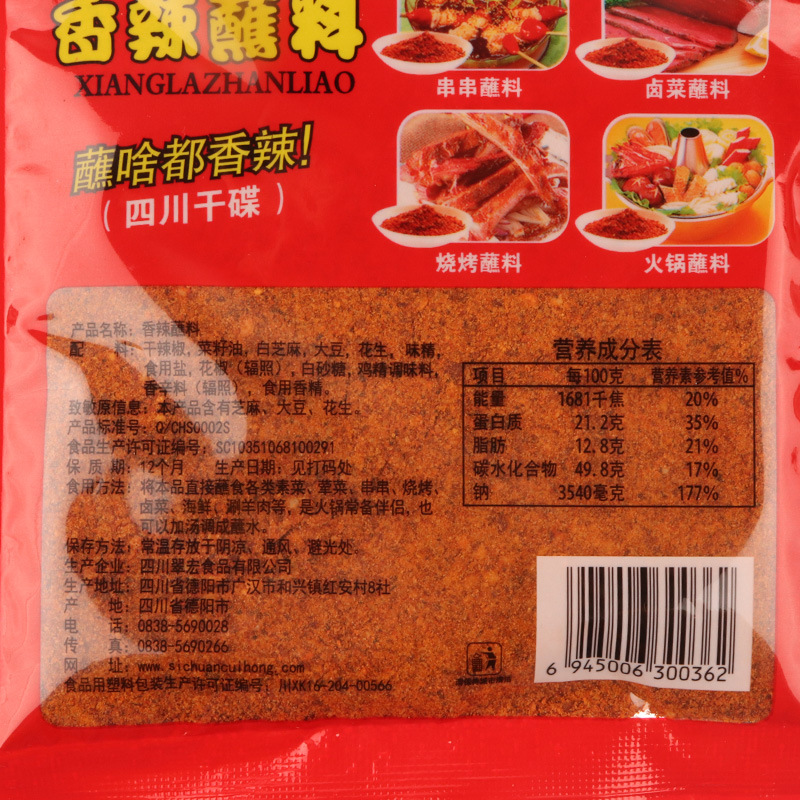 香辣蘸料
XIANGLAZHANLIAO
蘸啥都香辣!
(四川干碟)
串串蘸料
卤菜蘸料
烧烤蘸料
火锅蘸料
产品名称: 香辣蘸料
配 料: 干辣椒, 菜籽油, 白芝麻, 大豆, 花生, 味精,
食用盐, 花椒(辐照), 白砂糖, 鸡精调味料,
香辛料(辐照), 食用香精。
致敏原信息: 本产品含有芝麻、大豆、花生。
产品标准号: Q/CHS0002S
食品生产许可证编号: SC10351068100291
保 质 期: 12个月 生产日期: 见打码处
食用方法: 将本品直接蘸食各类素菜、荤菜、串串、烧烤、
卤菜、海鲜、涮羊肉等, 是火锅常备伴侣, 也
可以加汤调成蘸水。
保存方法: 常温存放于阴凉、通风、避光处。
生产企业: 四川翠宏食品有限公司
生产地址: 四川省德阳市广汉市和兴镇红安村8社
产 地: 四川省德阳市
电 话: 0838-5690028
传 真: 0838-5690266
网 址: www.sichuancuihong.com
食品用塑料包装生产许可证编号: 川XK16-204-00566
营养成分表
项目 每100克 营养素参考值%
能量 1681千焦 20%
蛋白质 21.2克 35%
脂肪 12.8克 21%
碳水化合物 49.8克 17%
钠 3540毫克 177%
6 945006 300362